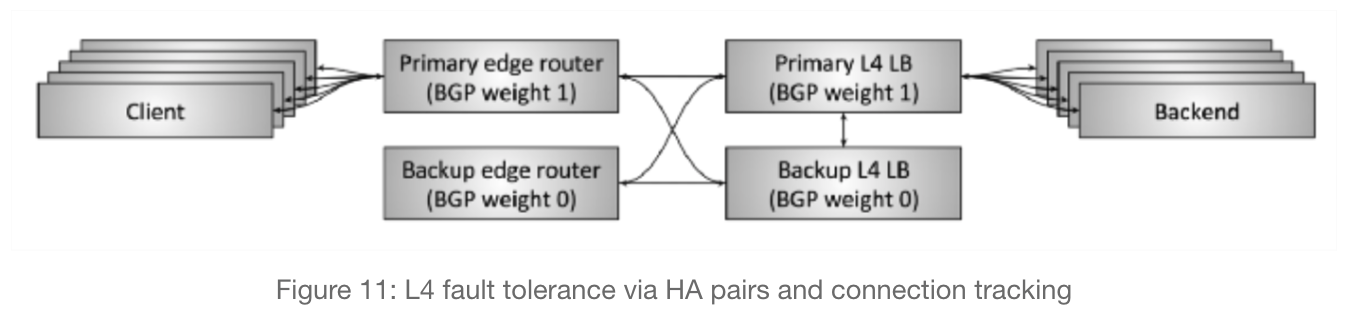 Client
Primary edge router
(BGP weight 1)
Backup edge router
(BGP weight 0)
Primary L4 LB
(BGP weight 1)
Backup L4 LB
(BGP weight 0)
Backend
Figure 11: L4 fault tolerance via HA pairs and connection tracking